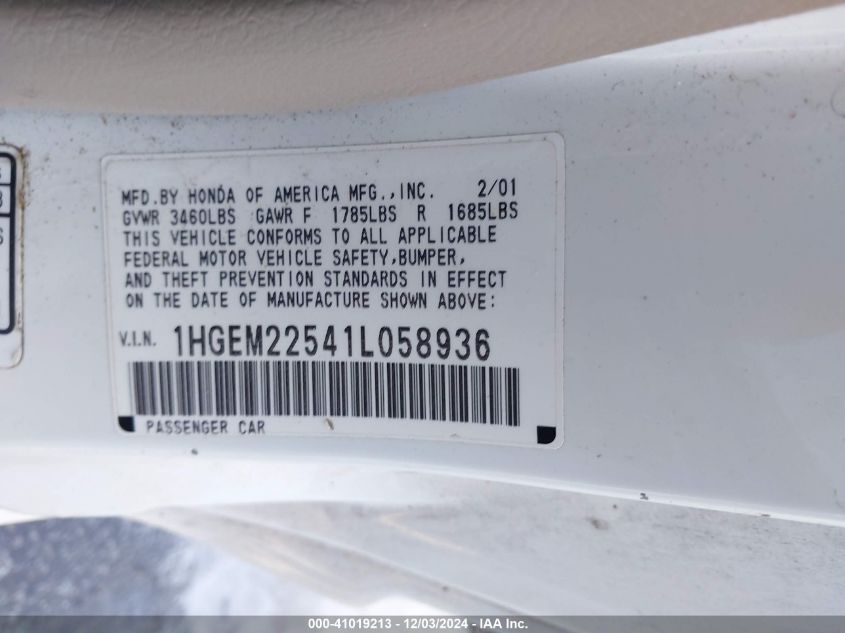 MFD.BY HONDA OF AMERICA MFG.,INC. 2/01
GVWR 3460LBS GAWR F 1785LBS R 1685LBS
THIS VEHICLE CONFORMS TO ALL APPLICABLE
FEDERAL MOTOR VEHICLE SAFETY,BUMPER,
AND THEFT PREVENTION STANDARDS IN EFFECT
ON THE DATE OF MANUFACTURE SHOWN ABOVE:
V.I.N. 1HGEM22541L058936
PASSENGER CAR
000-41019213 - 12/03/2024 - IAA Inc.